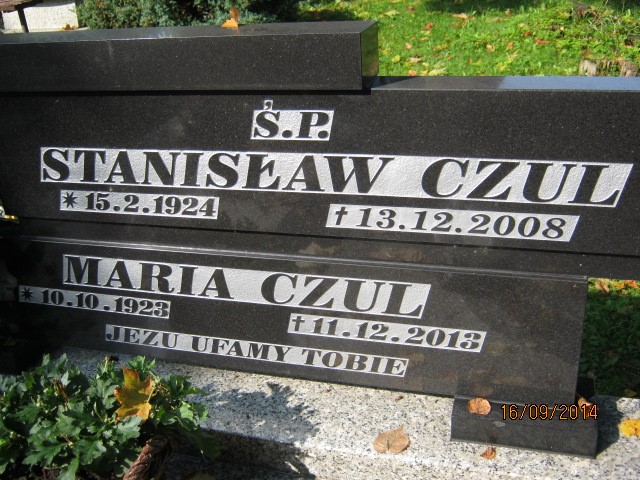 Ś.P.
STANISŁAW CZUL
* 15.2.1924
† 13.12.2008
MARIA CZUL
* 10.10.1923
† 11.12.2013
JEZU UFAMY TOBIE
16/09/2014